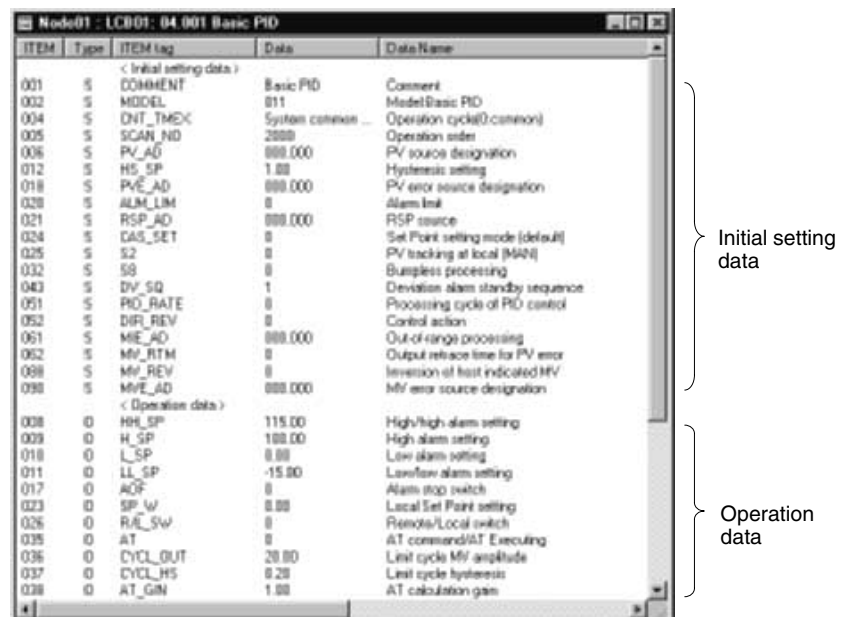 Node01 : LCB01: 04.001 Basic PID
ITEM Type ITEM tag Data Data Name
< Initial setting data >
001 S COMMENT Basic PID Comment
002 S MODEL 011 Model:Basic PID
004 S CNT_TMEX System common ... Operation cycle(0:common)
005 S SCAN_NO 2000 Operation order
006 S PV_AD 000.000 PV source designation
012 S HS_SP 1.00 Hysteresis setting
018 S PVE_AD 000.000 PV error source designation
020 S ALM_LIM 0 Alarm limit
021 S RSP_AD 000.000 RSP source
024 S CAS_SET 0 Set Point setting mode (default)
025 S S2 0 PV tracking at local (MAN)
032 S S8 0 Bumpless processing
043 S DV_SQ 1 Deviation alarm standby sequence
051 S PID_RATE 0 Processing cycle of PID control
052 S DIR_REV 0 Control action
061 S MIE_AD 000.000 Out-of-range processing
062 S MV_RTM 0 Output retrace time for PV error
088 S MV_REV 0 Inversion of host indicated MV
090 S MVE_AD 000.000 MV error source designation
< Operation data >
008 O HH_SP 115.00 High/high alarm setting
009 O H_SP 100.00 High alarm setting
010 O L_SP 0.00 Low alarm setting
011 O LL_SP -15.00 Low/low alarm setting
017 O AOF 0 Alarm stop switch
023 O SP_W 0.00 Local Set Point setting
026 O R/L_SW 0 Remote/Local switch
035 O AT 0 AT command/AT Executing
036 O CYCL_OUT 20.00 Limit cycle MV amplitude
037 O CYCL_HS 0.20 Limit cycle hysteresis
038 O AT_GIN 1.00 AT calculation gain
Initial setting
data
Operation
data